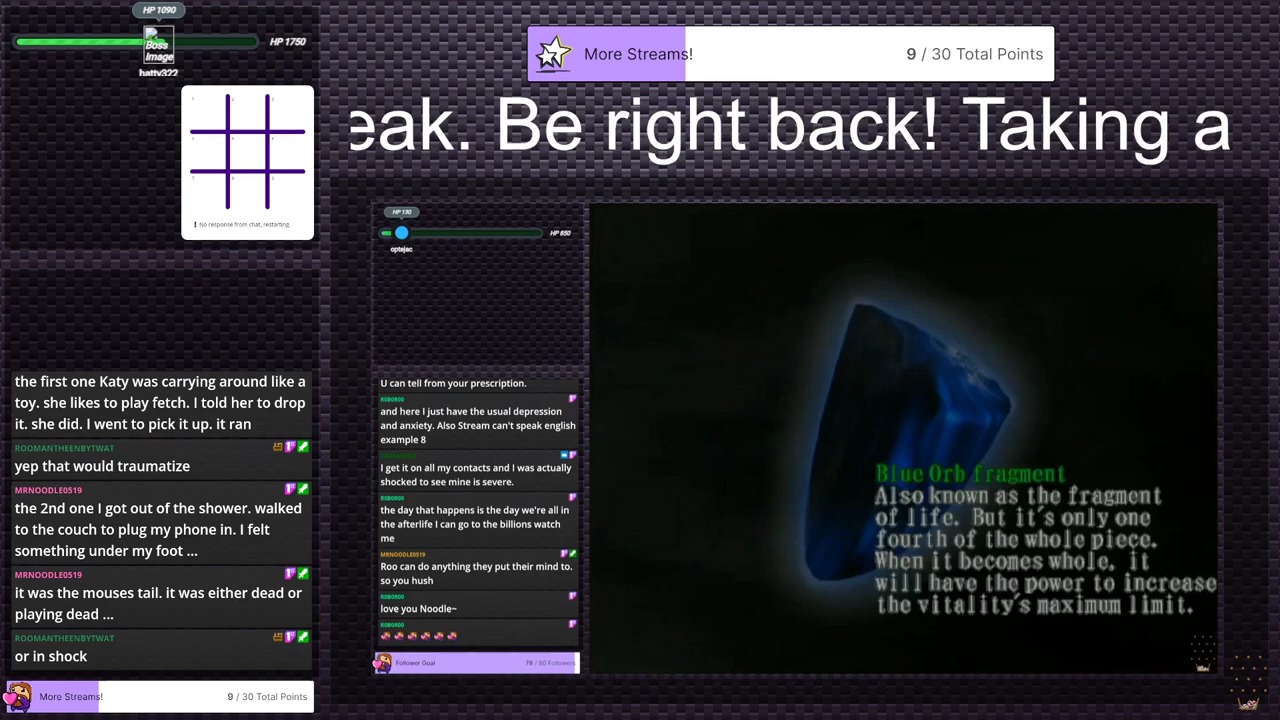 HP 1090
HP 1750
Boss
Image
hatty322
More Streams!
9 / 30 Total Points
eak. Be right back! Taking a
! No response from chat, restarting.
the first one Katy was carrying around like a
toy. she likes to play fetch. I told her to drop
it. she did. I went to pick it up. it ran
ROOMANTHEENBYTWAT
yep that would traumatize
MRNOODLE0519
the 2nd one I got out of the shower. walked
to the couch to plug my phone in. I felt
something under my foot ...
MRNOODLE0519
it was the mouses tail. it was either dead or
playing dead ...
ROOMANTHEENBYTWAT
or in shock
More Streams!
9 / 30 Total Points
HP 130
HP 850
optejac
U can tell from your prescription.
ROBOROO
and here I just have the usual depression
and anxiety. Also Stream can't speak english
example 8
I get it on all my contacts and I was actually
shocked to see mine is severe.
ROBOROO
the day that happens is the day we're all in
the afterlife I can go to the billions watch
me
MRNOODLE0519
Roo can do anything they put their mind to.
so you hush
ROBOROO
love you Noodle~
ROBOROO
Follower Goal
78 / 80 Followers
Blue Orb fragment
Also known as the fragment
of life. But it's only one
fourth of the whole piece.
When it becomes whole, it
will have the power to increase
the vitality's maximum limit.